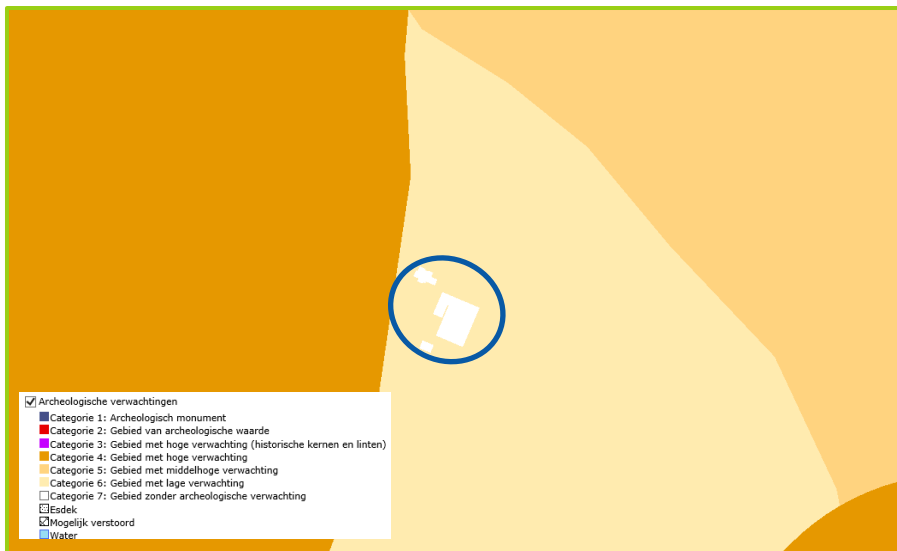 Archeologische verwachtingen
Categorie 1: Archeologisch monument
Categorie 2: Gebied van archeologische waarde
Categorie 3: Gebied met hoge verwachting (historische kernen en linten)
Categorie 4: Gebied met hoge verwachting
Categorie 5: Gebied met middelhoge verwachting
Categorie 6: Gebied met lage verwachting
Categorie 7: Gebied zonder archeologische verwachting
Esdek
Mogelijk verstoord
Water